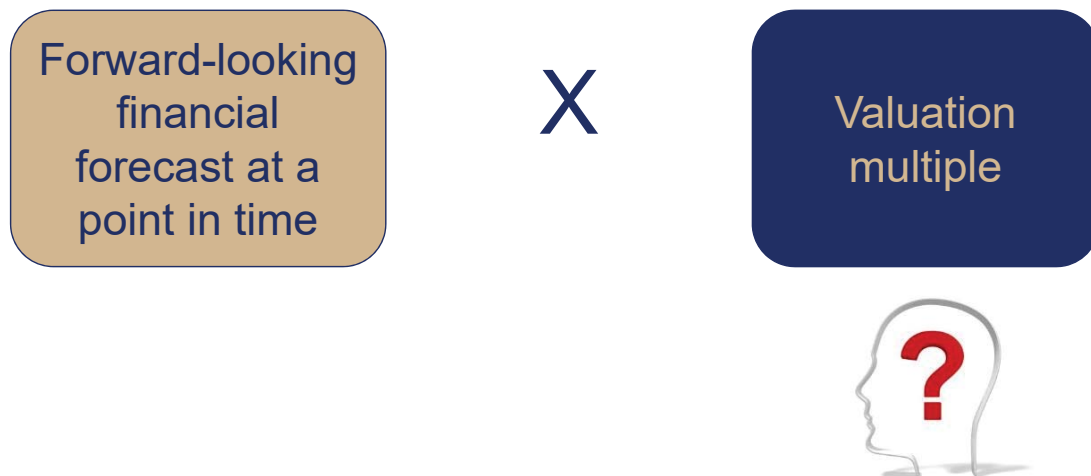 Forward-looking
financial
forecast at a
point in time
X
Valuation
multiple
?